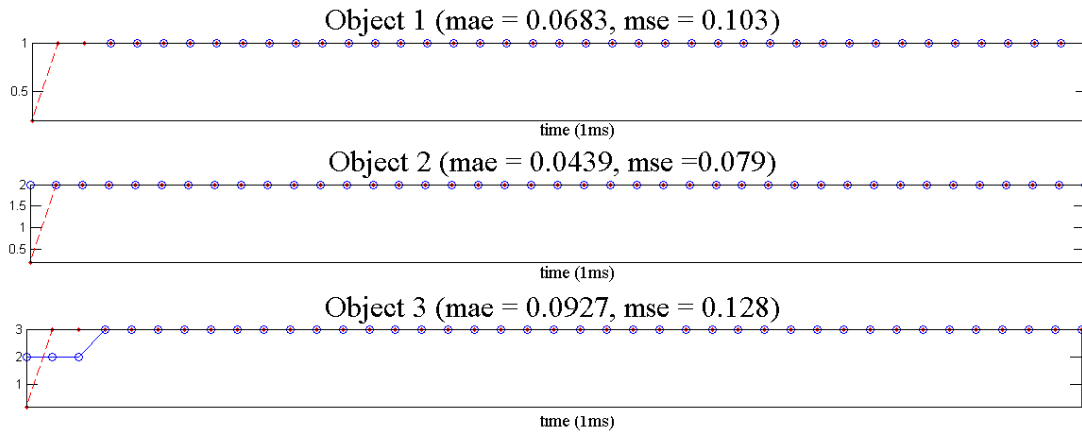 Object 1 (mae = 0.0683, mse = 0.103)
1
0.5
time (1ms)
Object 2 (mae = 0.0439, mse =0.079)
2
1.5
1
0.5
time (1ms)
Object 3 (mae = 0.0927, mse = 0.128)
3
2
1
time (1ms)